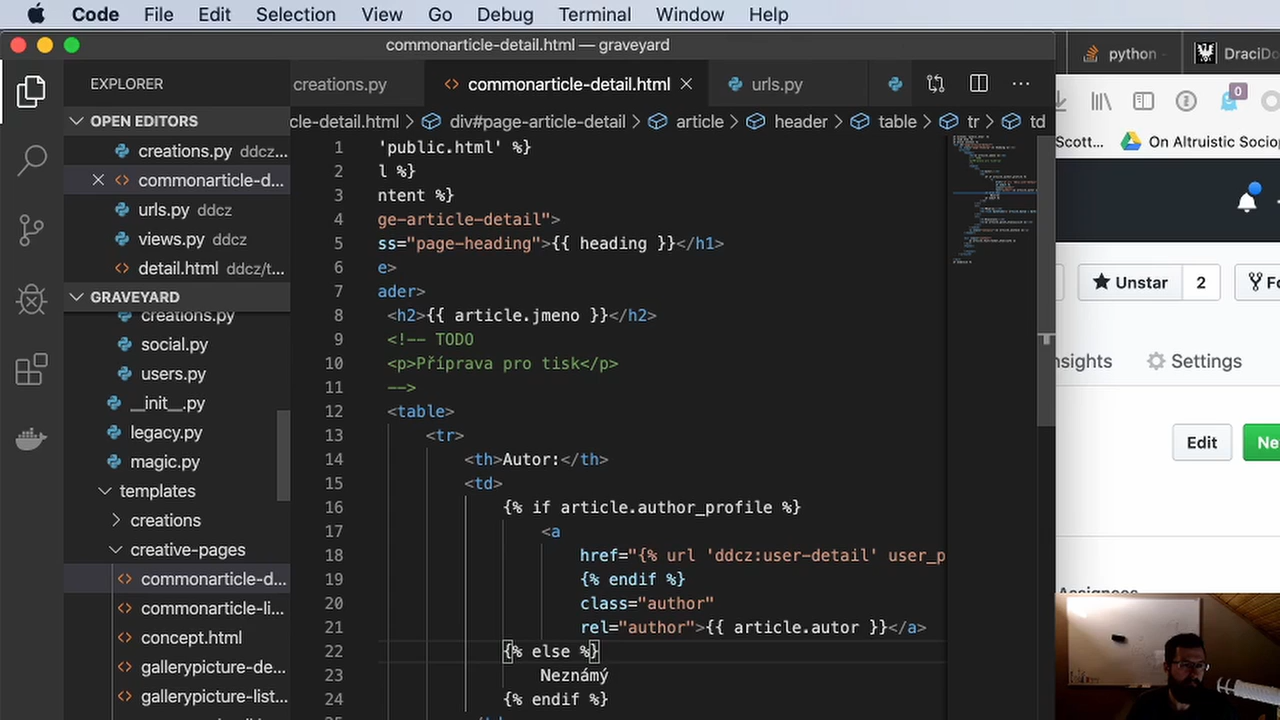 Code File Edit Selection View Go Debug Terminal Window Help
commonarticle-detail.html — graveyard
python
EXPLORER
creations.py
commonarticle-detail.html
urls.py
OPEN EDITORS
creations.py ddcz...
commonarticle-d...
urls.py ddcz
views.py ddcz
detail.html ddcz/t...
GRAVEYARD
creations.py
social.py
users.py
__init__.py
legacy.py
magic.py
templates
creations
creative-pages
commonarticle-d...
commonarticle-li...
concept.html
gallerypicture-de...
gallerypicture-list...
cle-detail.html > div#page-article-detail > article > header > table > tr > td
1 'public.html' %}
2 l %}
3 ntent %}
4 ge-article-detail">
5 ss="page-heading">{{ heading }}</h1>
6 e>
7 ader>
8 <h2>{{ article.jmeno }}</h2>
9 <!-- TODO
10 <p>Příprava pro tisk</p>
11 -->
12 <table>
13 <tr>
14 <th>Autor:</th>
15 <td>
16 {% if article.author_profile %}
17 <a
18 href="{% url 'ddcz:user-detail' user_p
19 {% endif %}
20 class="author"
21 rel="author">{{ article.autor }}</a>
22 {% else %}
23 Neznámý
24 {% endif %}
DraciDo
0
Scott...
On Altruistic Sociop
Unstar 2 Fo
nsights Settings
Edit Ne